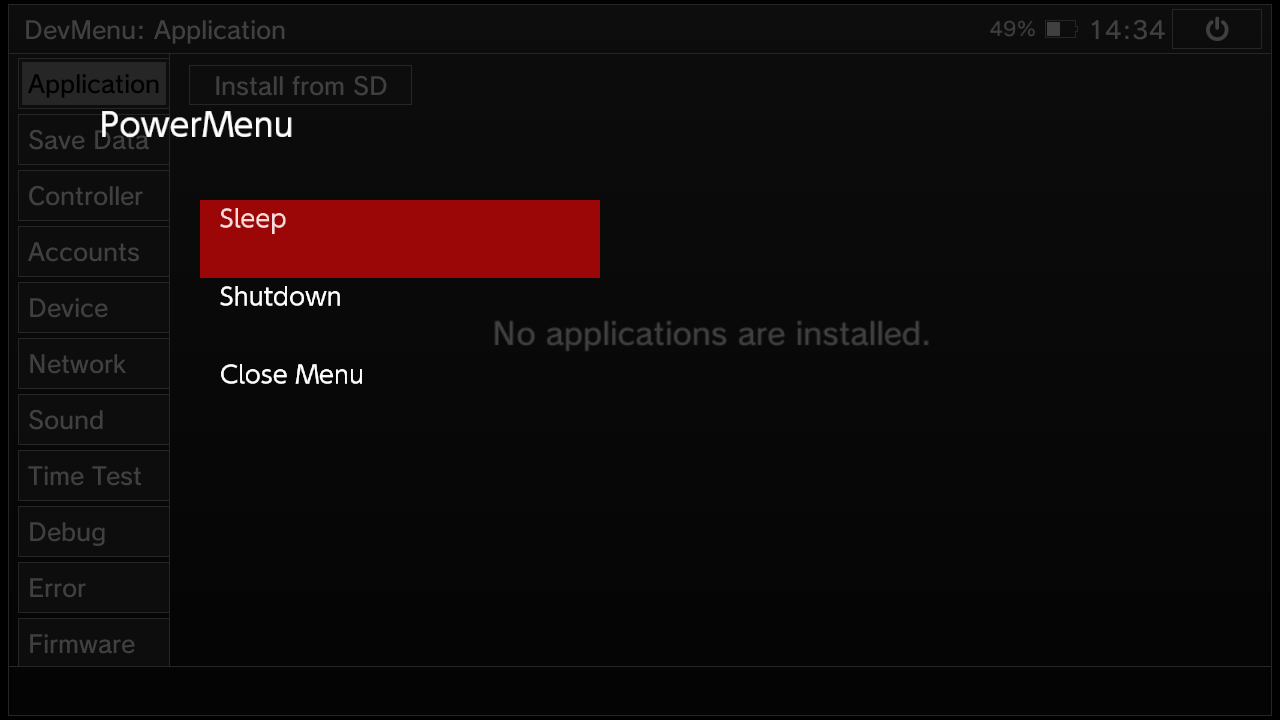 DevMenu: Application
49%
14:34
Application
Install from SD
PowerMenu
Save Data
Controller
Sleep
Accounts
Shutdown
Device
No applications are installed.
Network
Close Menu
Sound
Time Test
Debug
Error
Firmware